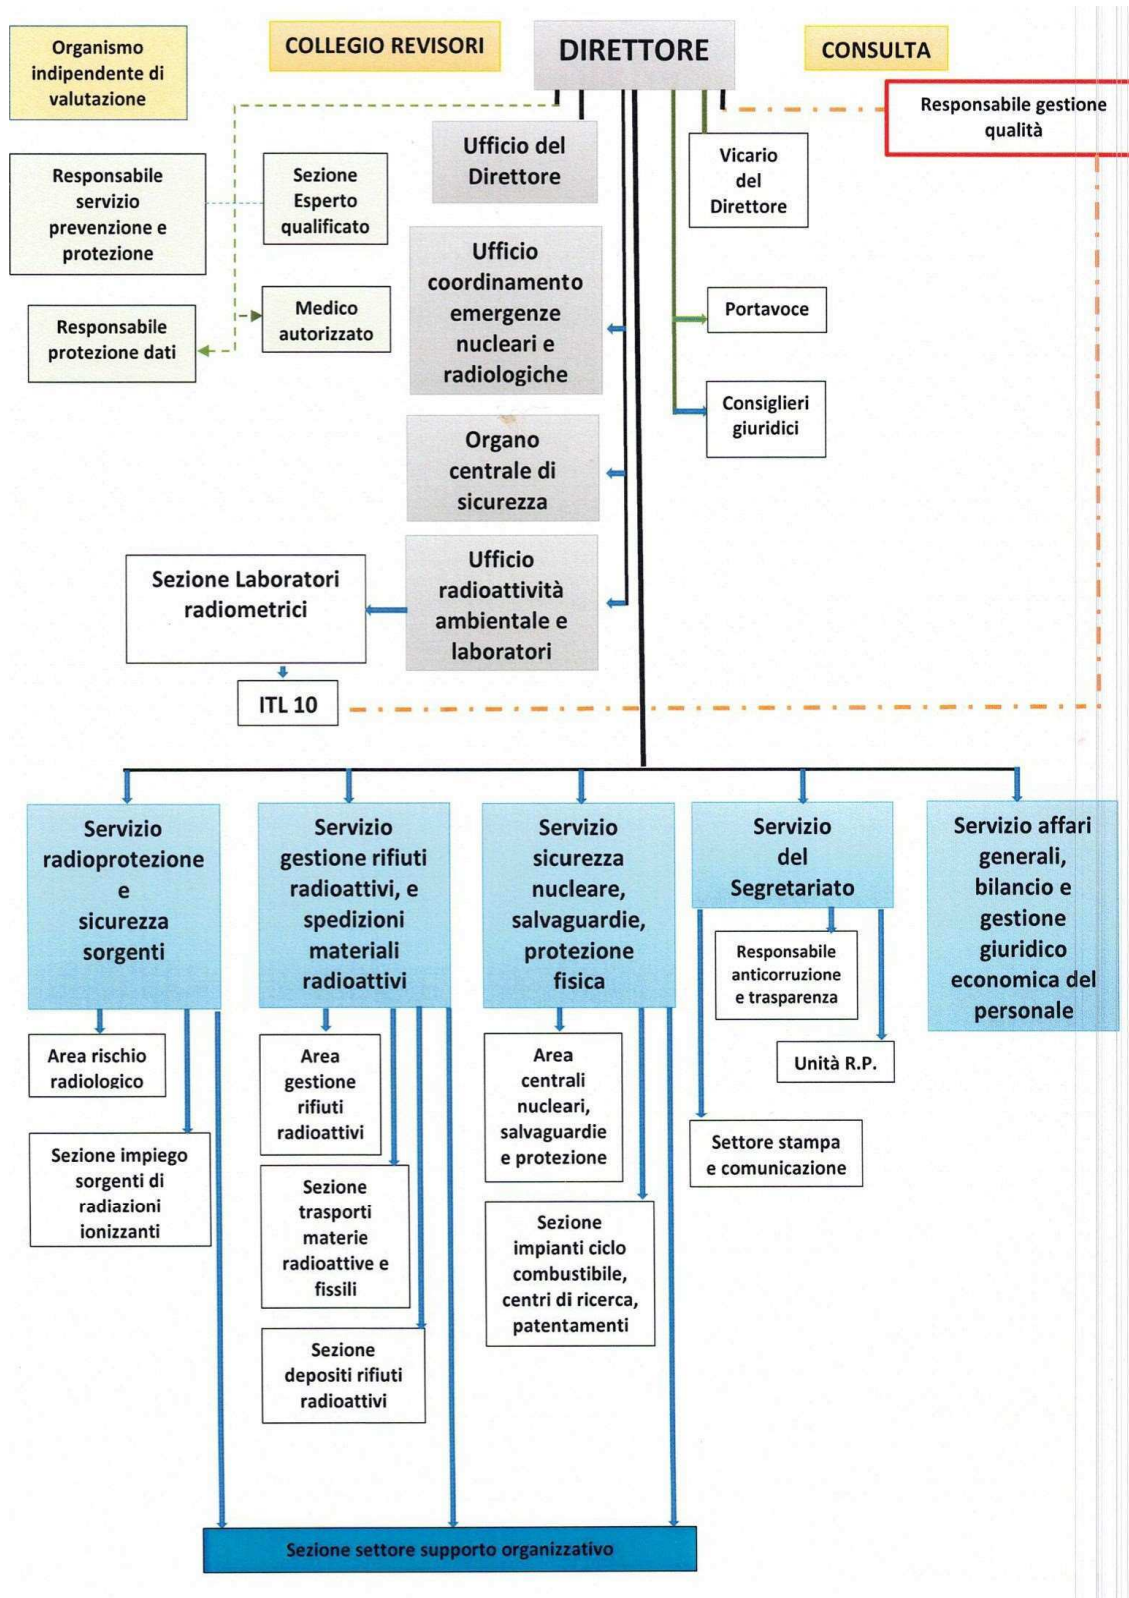 Organismo
indipendente di
valutazione
COLLEGIO REVISORI
DIRETTORE
CONSULTA
Responsabile gestione
qualità
Ufficio del
Direttore
Vicario
del
Direttore
Responsabile
servizio
prevenzione e
protezione
Sezione
Esperto
qualificato
Ufficio
coordinamento
emergenze
nucleari e
radiologiche
Responsabile
protezione dati
Medico
autorizzato
Portavoce
Consiglieri
giuridici
Organo
centrale di
sicurezza
Sezione Laboratori
radiometrici
Ufficio
radioattività
ambientale e
laboratori
ITL 10
Servizio
radioprotezione
e
sicurezza
sorgenti
Servizio
gestione rifiuti
radioattivi, e
spedizioni
materiali
radioattivi
Servizio
sicurezza
nucleare,
salvaguardie,
protezione
fisica
Servizio
del
Segretariato
Servizio affari
generali,
bilancio e
gestione
giuridico
economica del
personale
Responsabile
anticorruzione
e trasparenza
Unità R.P.
Settore stampa
e comunicazione
Area rischio
radiologico
Sezione impiego
sorgenti di
radiazioni
ionizzanti
Area
gestione
rifiuti
radioattivi
Sezione
trasporti
materie
radioattive e
fissili
Sezione
depositi rifiuti
radioattivi
Area
centrali
nucleari,
salvaguardie
e protezione
Sezione
impianti ciclo
combustibile,
centri di ricerca,
patentamenti
Sezione settore supporto organizzativo